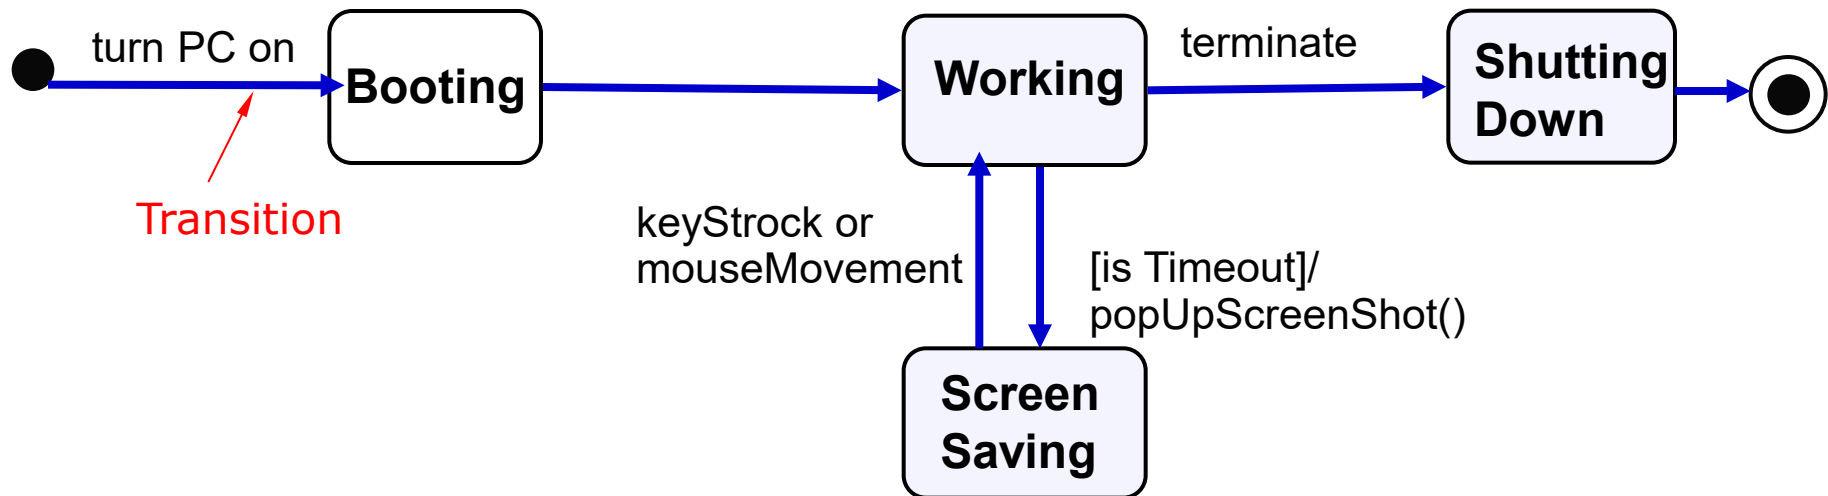 turn PC on
Booting
Working
terminate
Shutting
Down
Transition
keyStrock or
mouseMovement
[is Timeout]/
popUpScreenShot()
Screen
Saving